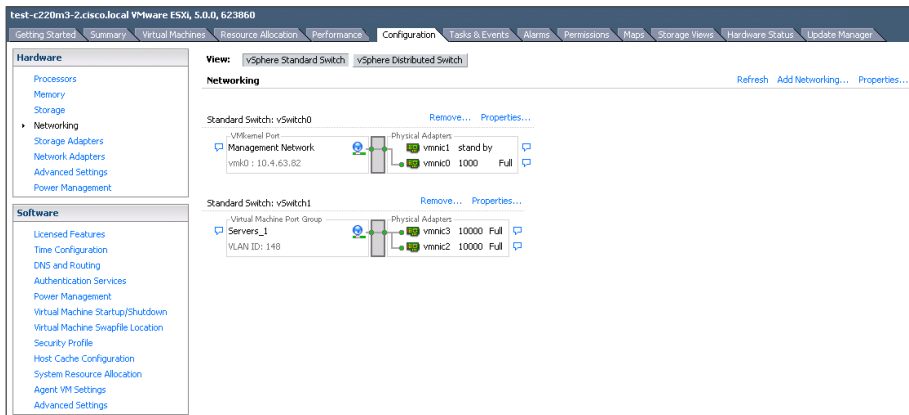 test-c220m3-2.cisco.local VMware ESXi, 5.0.0, 623860
Getting Started Summary Virtual Machines Resource Allocation Performance Configuration Tasks & Events Alarms Permissions Maps Storage Views Hardware Status Update Manager
Hardware
Processors
Memory
Storage
Networking
Storage Adapters
Network Adapters
Advanced Settings
Power Management
Software
Licensed Features
Time Configuration
DNS and Routing
Authentication Services
Power Management
Virtual Machine Startup/Shutdown
Virtual Machine Swapfile Location
Security Profile
Host Cache Configuration
System Resource Allocation
Agent VM Settings
Advanced Settings
View: vSphere Standard Switch vSphere Distributed Switch
Networking Refresh Add Networking... Properties...
Standard Switch: vSwitch0 Remove... Properties...
VMkernel Port Physical Adapters
Management Network vmnic1 stand by
vmk0 : 10.4.63.82 vmnic0 1000 Full
Standard Switch: vSwitch1 Remove... Properties...
Virtual Machine Port Group Physical Adapters
Servers_1 vmnic3 10000 Full
VLAN ID: 148 vmnic2 10000 Full